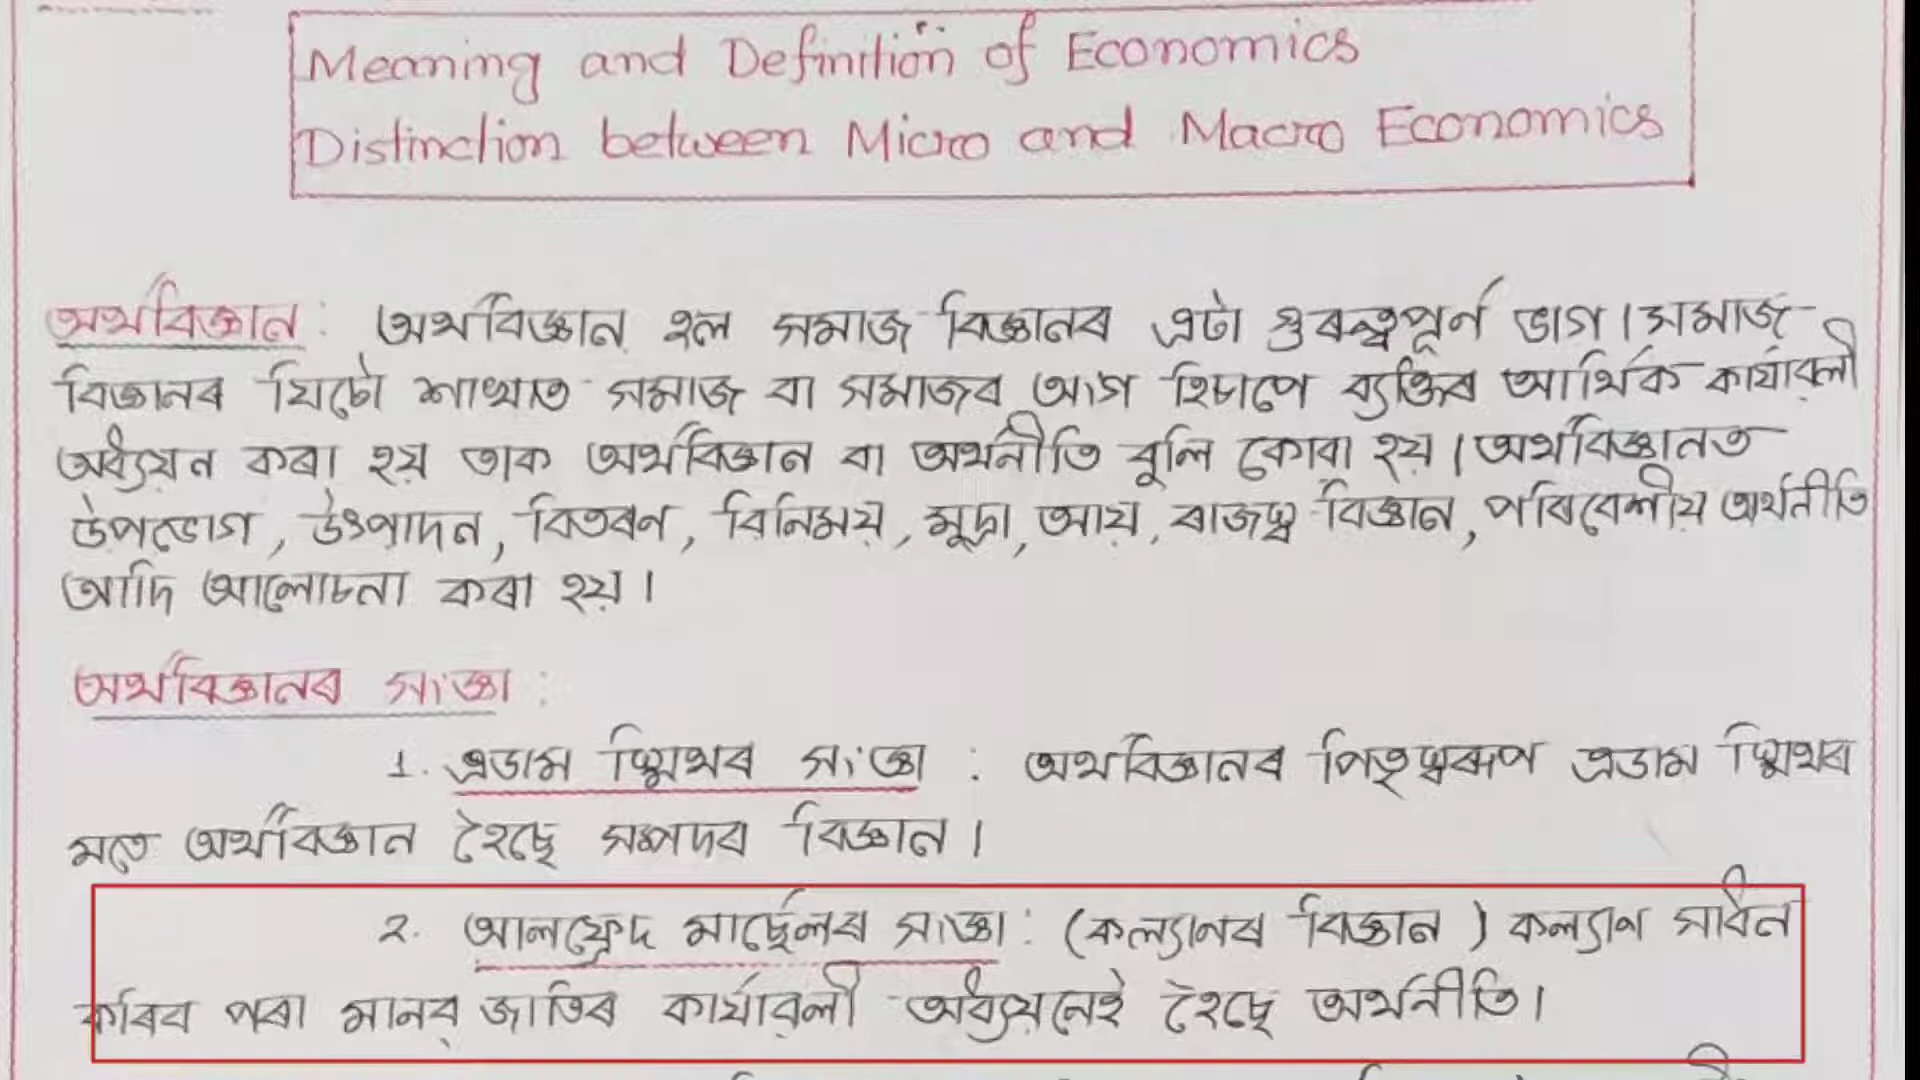 Meaning and Definition of Economics
Distinction between Micro and Macro Economics
অৰ্থবিজ্ঞান : অৰ্থবিজ্ঞান হল সমাজ বিজ্ঞানৰ এটা গুৰুত্বপূৰ্ন ভাগ। সমাজ
বিজ্ঞানৰ যিটো শাখাত সমাজ বা সমাজৰ অংগ হিচাপে ব্যক্তিৰ আৰ্থিক কাৰ্যাৱলী
অধ্যয়ন কৰা হয় তাক অৰ্থবিজ্ঞান বা অৰ্থনীতি বুলি কোৱা হয়। অৰ্থবিজ্ঞানত
উপভোগ, উৎপাদন, বিতৰণ, বিনিময়, মুদ্ৰা, আয়, ৰাজহ্ব বিজ্ঞান, পৰিবেশীয় অৰ্থনীতি
আদি আলোচনা কৰা হয়।
অৰ্থবিজ্ঞানৰ সংজ্ঞা :
1. এডাম স্মিথৰ সংজ্ঞা : অৰ্থবিজ্ঞানৰ পিতৃস্বৰূপ এডাম স্মিথৰ
মতে অৰ্থবিজ্ঞান হৈছে সম্পদৰ বিজ্ঞান।
২. আলফ্ৰেদ মাৰ্ছেলৰ সংজ্ঞা : (কল্যানৰ বিজ্ঞান) কল্যাণ সাধন
কৰিব পৰা মানৱ জাতিৰ কাৰ্যাৱলী অধ্যয়নেই হৈছে অৰ্থনীতি।